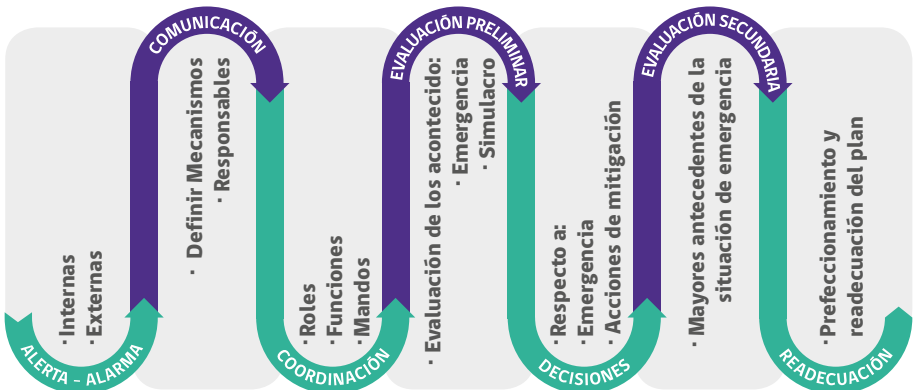 ALERTA - ALARMA
· Internas
· Externas
COMUNICACIÓN
· Definir Mecanismos
· Responsables
COORDINACIÓN
· Roles
· Funciones
· Mandos
EVALUACIÓN PRELIMINAR
· Evaluación de los acontecido:
· Emergencia
· Simulacro
DECISIONES
· Respecto a:
· Emergencia
· Acciones de mitigación
EVALUACIÓN SECUNDARIA
· Mayores antecedentes de la
situación de emergencia
READECUACIÓN
· Prefeccionamiento y
readecuación del plan